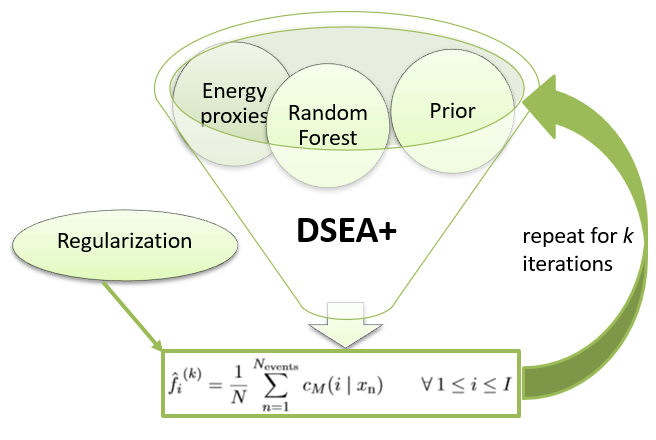 Energy
proxies
Random
Forest
Prior
DSEA+
Regularization
repeat for k
iterations
$\hat{f}_i^{(k)} = \frac{1}{N} \sum_{n=1}^{N_{\text{events}}} c_M(i \mid x_{\text{n}}) \qquad \forall\, 1 \leq i \leq I$